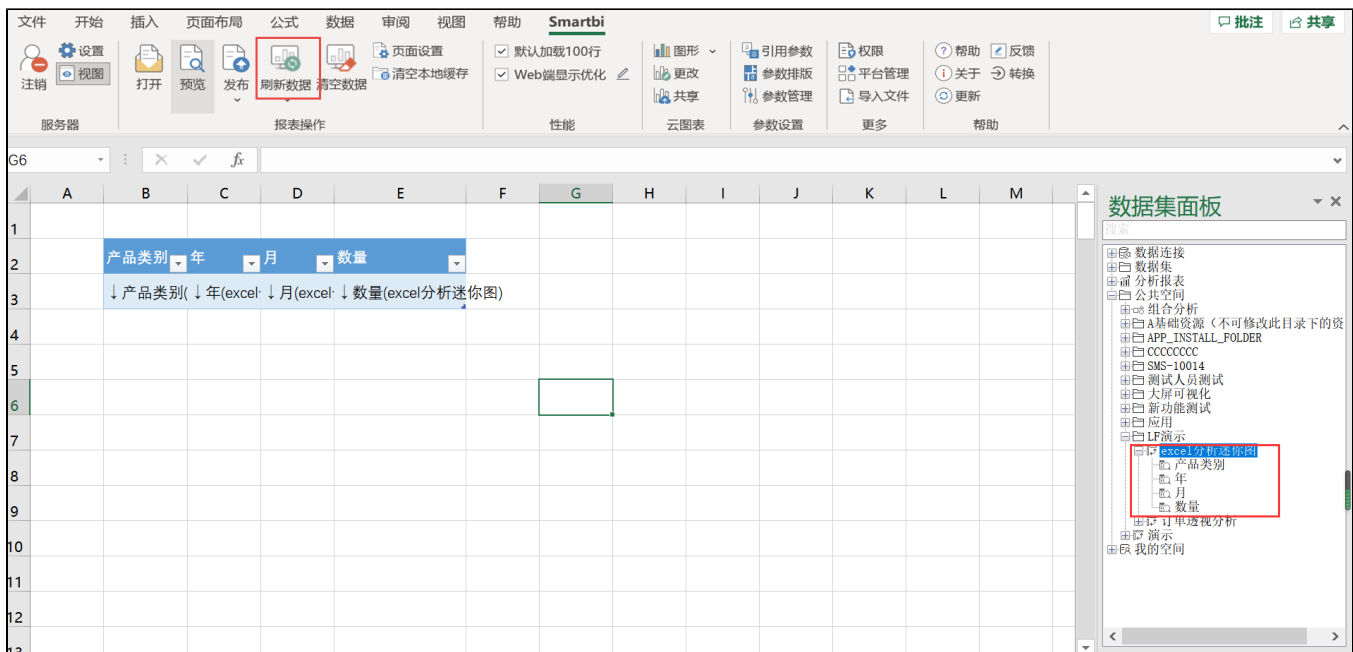 文件 开始 插入 页面布局 公式 数据 审阅 视图 帮助 Smartbi 批注 共享
设置 页面设置 默认加载100行 图形 引用参数 权限 帮助 反馈
视图 清空本地缓存 Web端显示优化 更改 参数排版 平台管理 关于 转换
注销 打开 预览 发布 刷新数据 清空数据 共享 参数管理 导入文件 更新
服务器 报表操作 性能 云图表 参数设置 更多 帮助
G6 fx
A B C D E F G H I J K L M
数据集面板
搜索
1
2 产品类别 年 月 数量
3 ↓产品类别( ↓年(excel ↓月(excel ↓数量(excel分析迷你图)
4
5
6
7
8
9
10
11
12
13
数据连接
数据集
分析报表
公共空间
组合分析
A基础资源（不可修改此目录下的资
APP_INSTALL_FOLDER
CCCCCCCC
SMS-10014
测试人员测试
大屏可视化
新功能测试
应用
LF演示
excel分析迷你图
产品类别
年
月
数量
订单透视分析
演示
我的空间